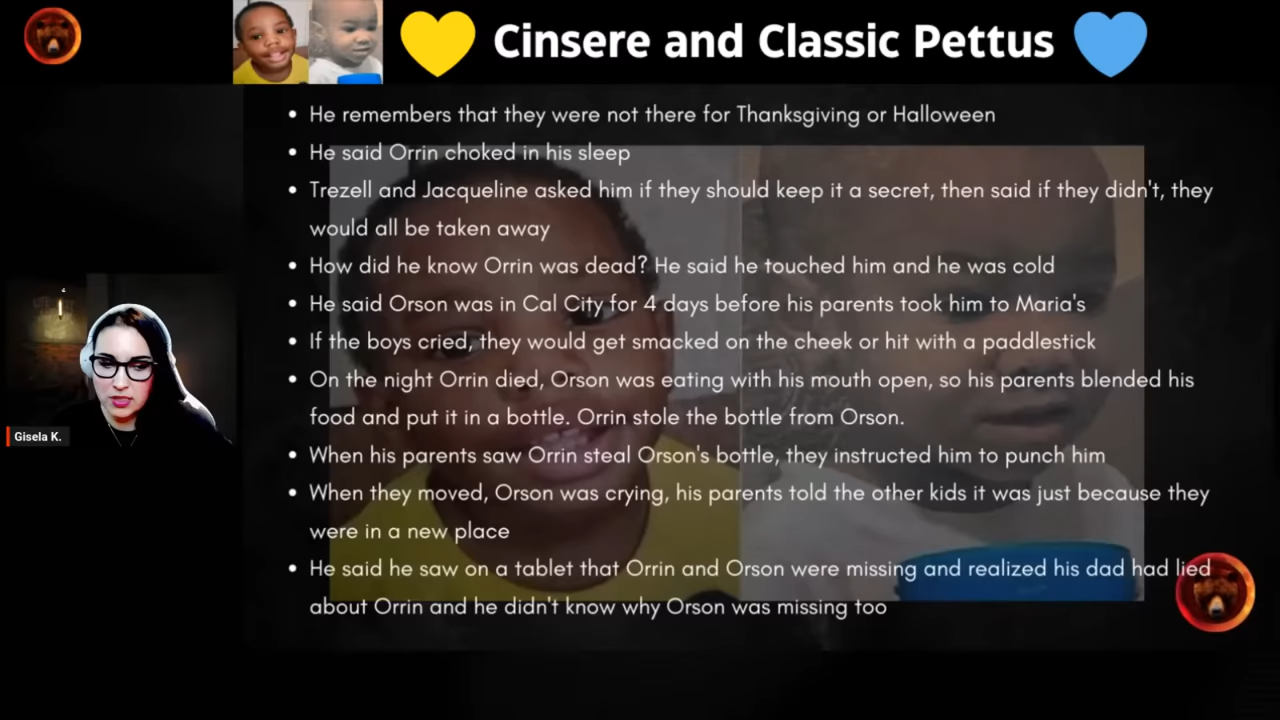 Cinsere and Classic Pettus
• He remembers that they were not there for Thanksgiving or Halloween
• He said Orrin choked in his sleep
• Trezell and Jacqueline asked him if they should keep it a secret, then said if they didn't, they
would all be taken away
• How did he know Orrin was dead? He said he touched him and he was cold
• He said Orson was in Cal City for 4 days before his parents took him to Maria's
• If the boys cried, they would get smacked on the cheek or hit with a paddlestick
• On the night Orrin died, Orson was eating with his mouth open, so his parents blended his
food and put it in a bottle. Orrin stole the bottle from Orson.
• When his parents saw Orrin steal Orson's bottle, they instructed him to punch him
• When they moved, Orson was crying, his parents told the other kids it was just because they
were in a new place
• He said he saw on a tablet that Orrin and Orson were missing and realized his dad had lied
about Orrin and he didn't know why Orson was missing too
Gisela K.